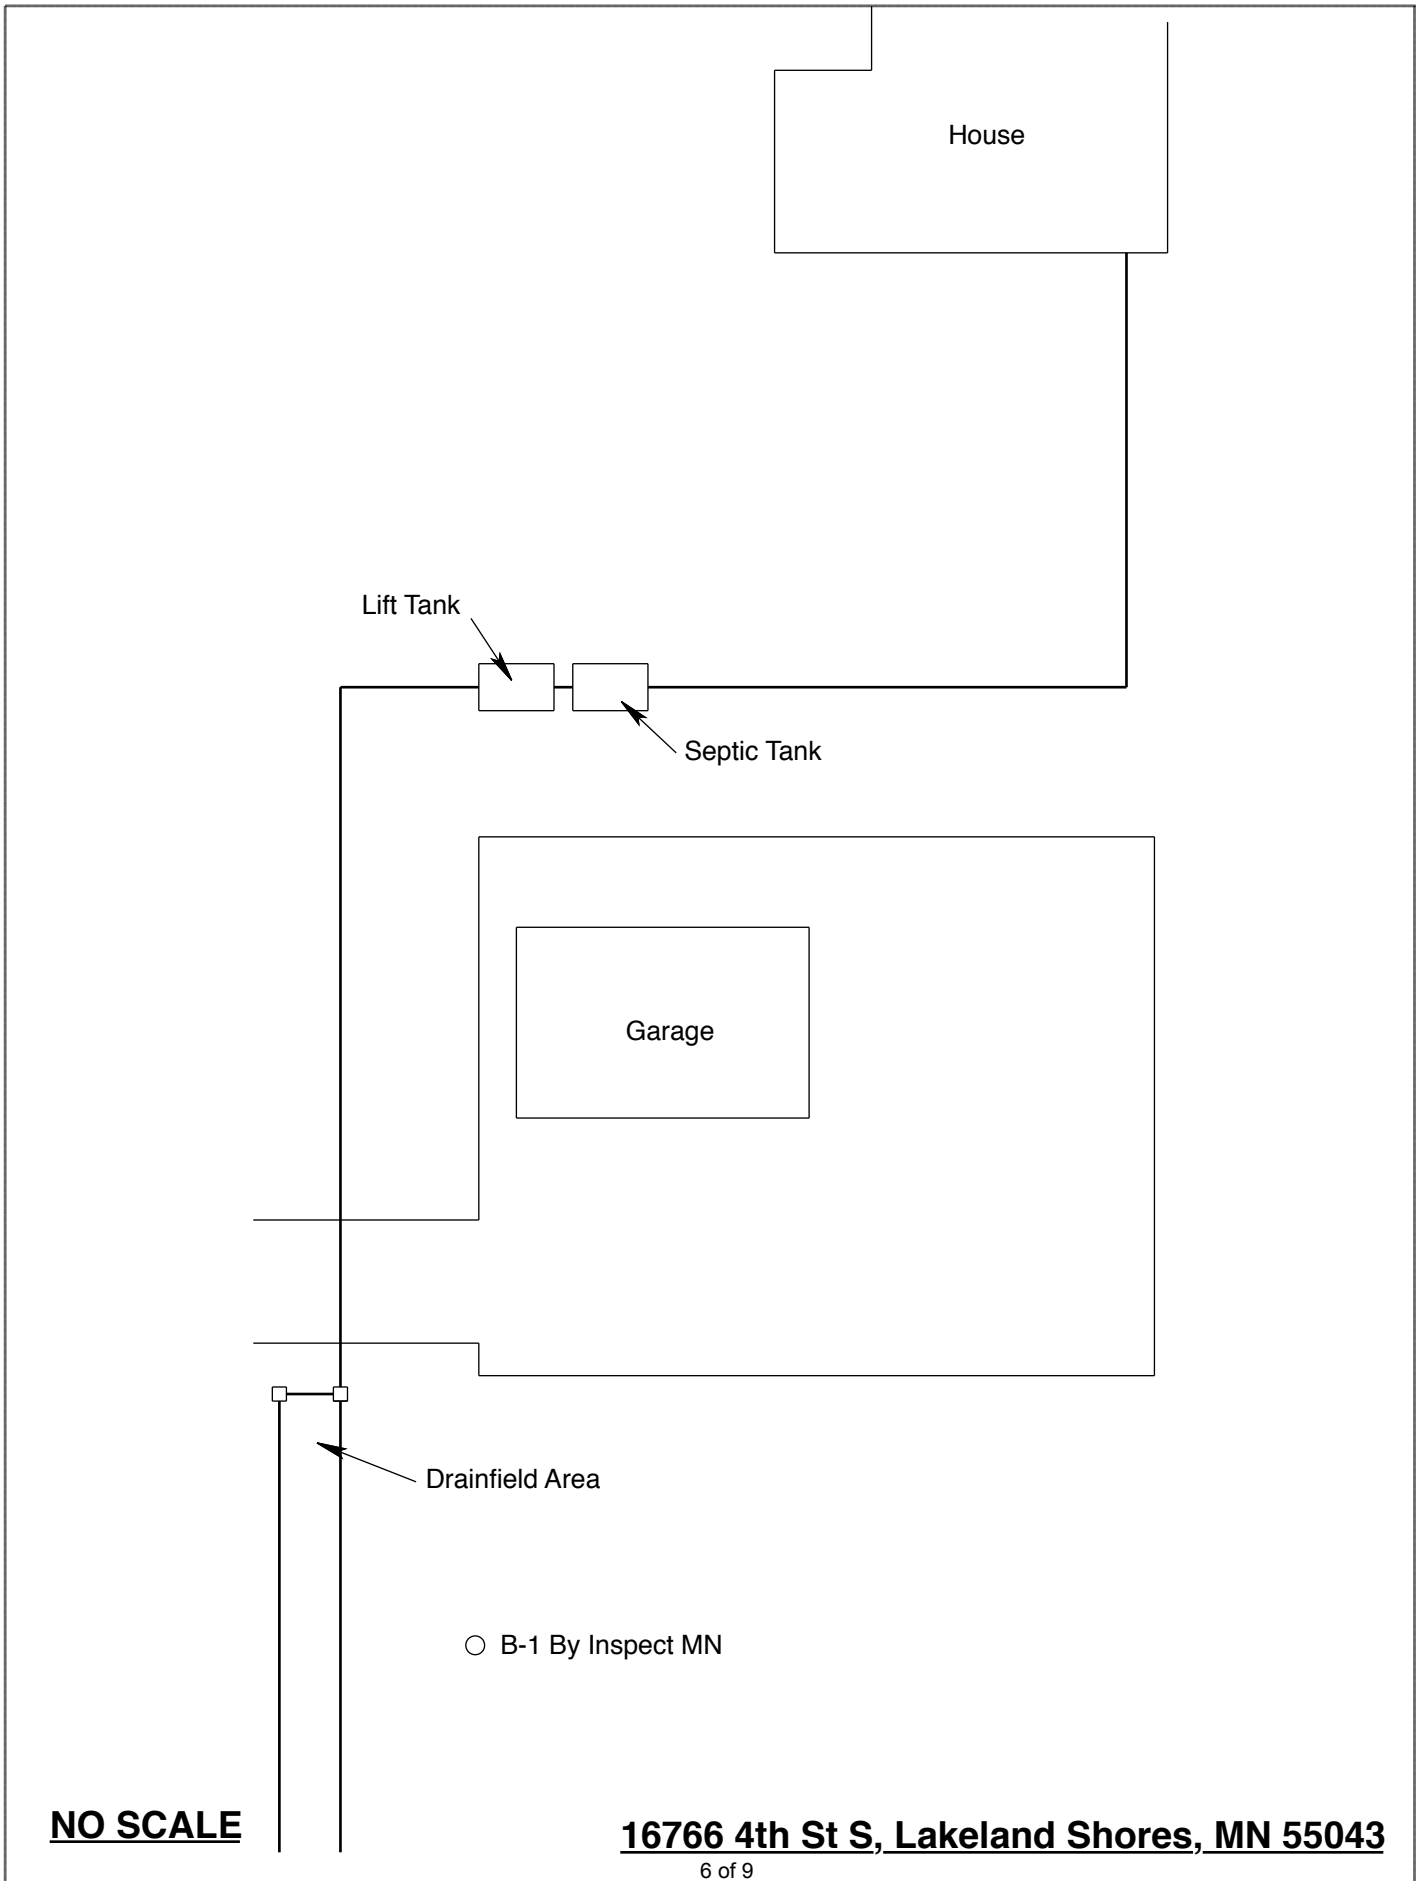 House
Lift Tank
Septic Tank
Garage
Drainfield Area
B-1 By Inspect MN
NO SCALE
16766 4th St S, Lakeland Shores, MN 55043
6 of 9